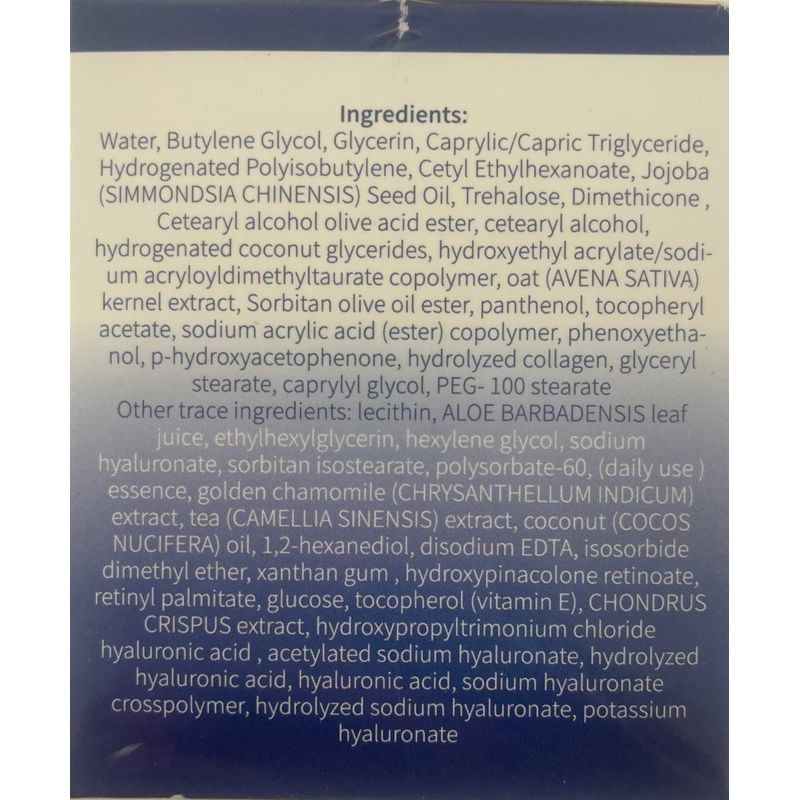 Ingredients:
Water, Butylene Glycol, Glycerin, Caprylic/Capric Triglyceride,
Hydrogenated Polyisobutylene, Cetyl Ethylhexanoate, Jojoba
(SIMMONDSIA CHINENSIS) Seed Oil, Trehalose, Dimethicone ,
Cetearyl alcohol olive acid ester, cetearyl alcohol,
hydrogenated coconut glycerides, hydroxyethyl acrylate/sodi-
um acryloyldimethyltaurate copolymer, oat (AVENA SATIVA)
kernel extract, Sorbitan olive oil ester, panthenol, tocopheryl
acetate, sodium acrylic acid (ester) copolymer, phenoxyetha-
nol, p-hydroxyacetophenone, hydrolyzed collagen, glyceryl
stearate, caprylyl glycol, PEG- 100 stearate
Other trace ingredients: lecithin, ALOE BARBADENSIS leaf
juice, ethylhexylglycerin, hexylene glycol, sodium
hyaluronate, sorbitan isostearate, polysorbate-60, (daily use )
essence, golden chamomile (CHRYSANTHELLUM INDICUM)
extract, tea (CAMELLIA SINENSIS) extract, coconut (COCOS
NUCIFERA) oil, 1,2-hexanediol, disodium EDTA, isosorbide
dimethyl ether, xanthan gum , hydroxypinacolone retinoate,
retinyl palmitate, glucose, tocopherol (vitamin E), CHONDRUS
CRISPUS extract, hydroxypropyltrimonium chloride
hyaluronic acid , acetylated sodium hyaluronate, hydrolyzed
hyaluronic acid, hyaluronic acid, sodium hyaluronate
crosspolymer, hydrolyzed sodium hyaluronate, potassium
hyaluronate